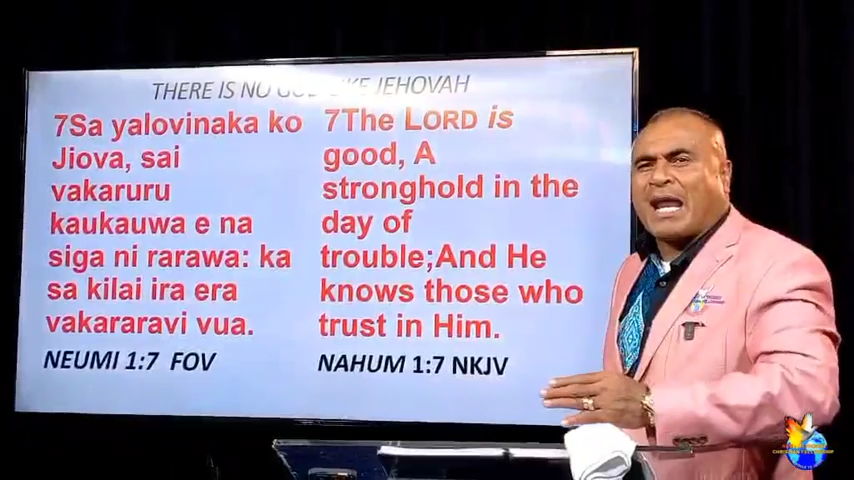 THERE IS NO GOD LIKE JEHOVAH
7Sa yalovinaka ko
Jiova, sai
vakaruru
kaukauwa e na
siga ni rarawa: ka
sa kilai ira era
vakararavi vua.
NEUMI 1:7 FOV
7The LORD is
good, A
stronghold in the
day of
trouble;And He
knows those who
trust in Him.
NAHUM 1:7 NKJV
CHRISTIAN FELLOWSHIP